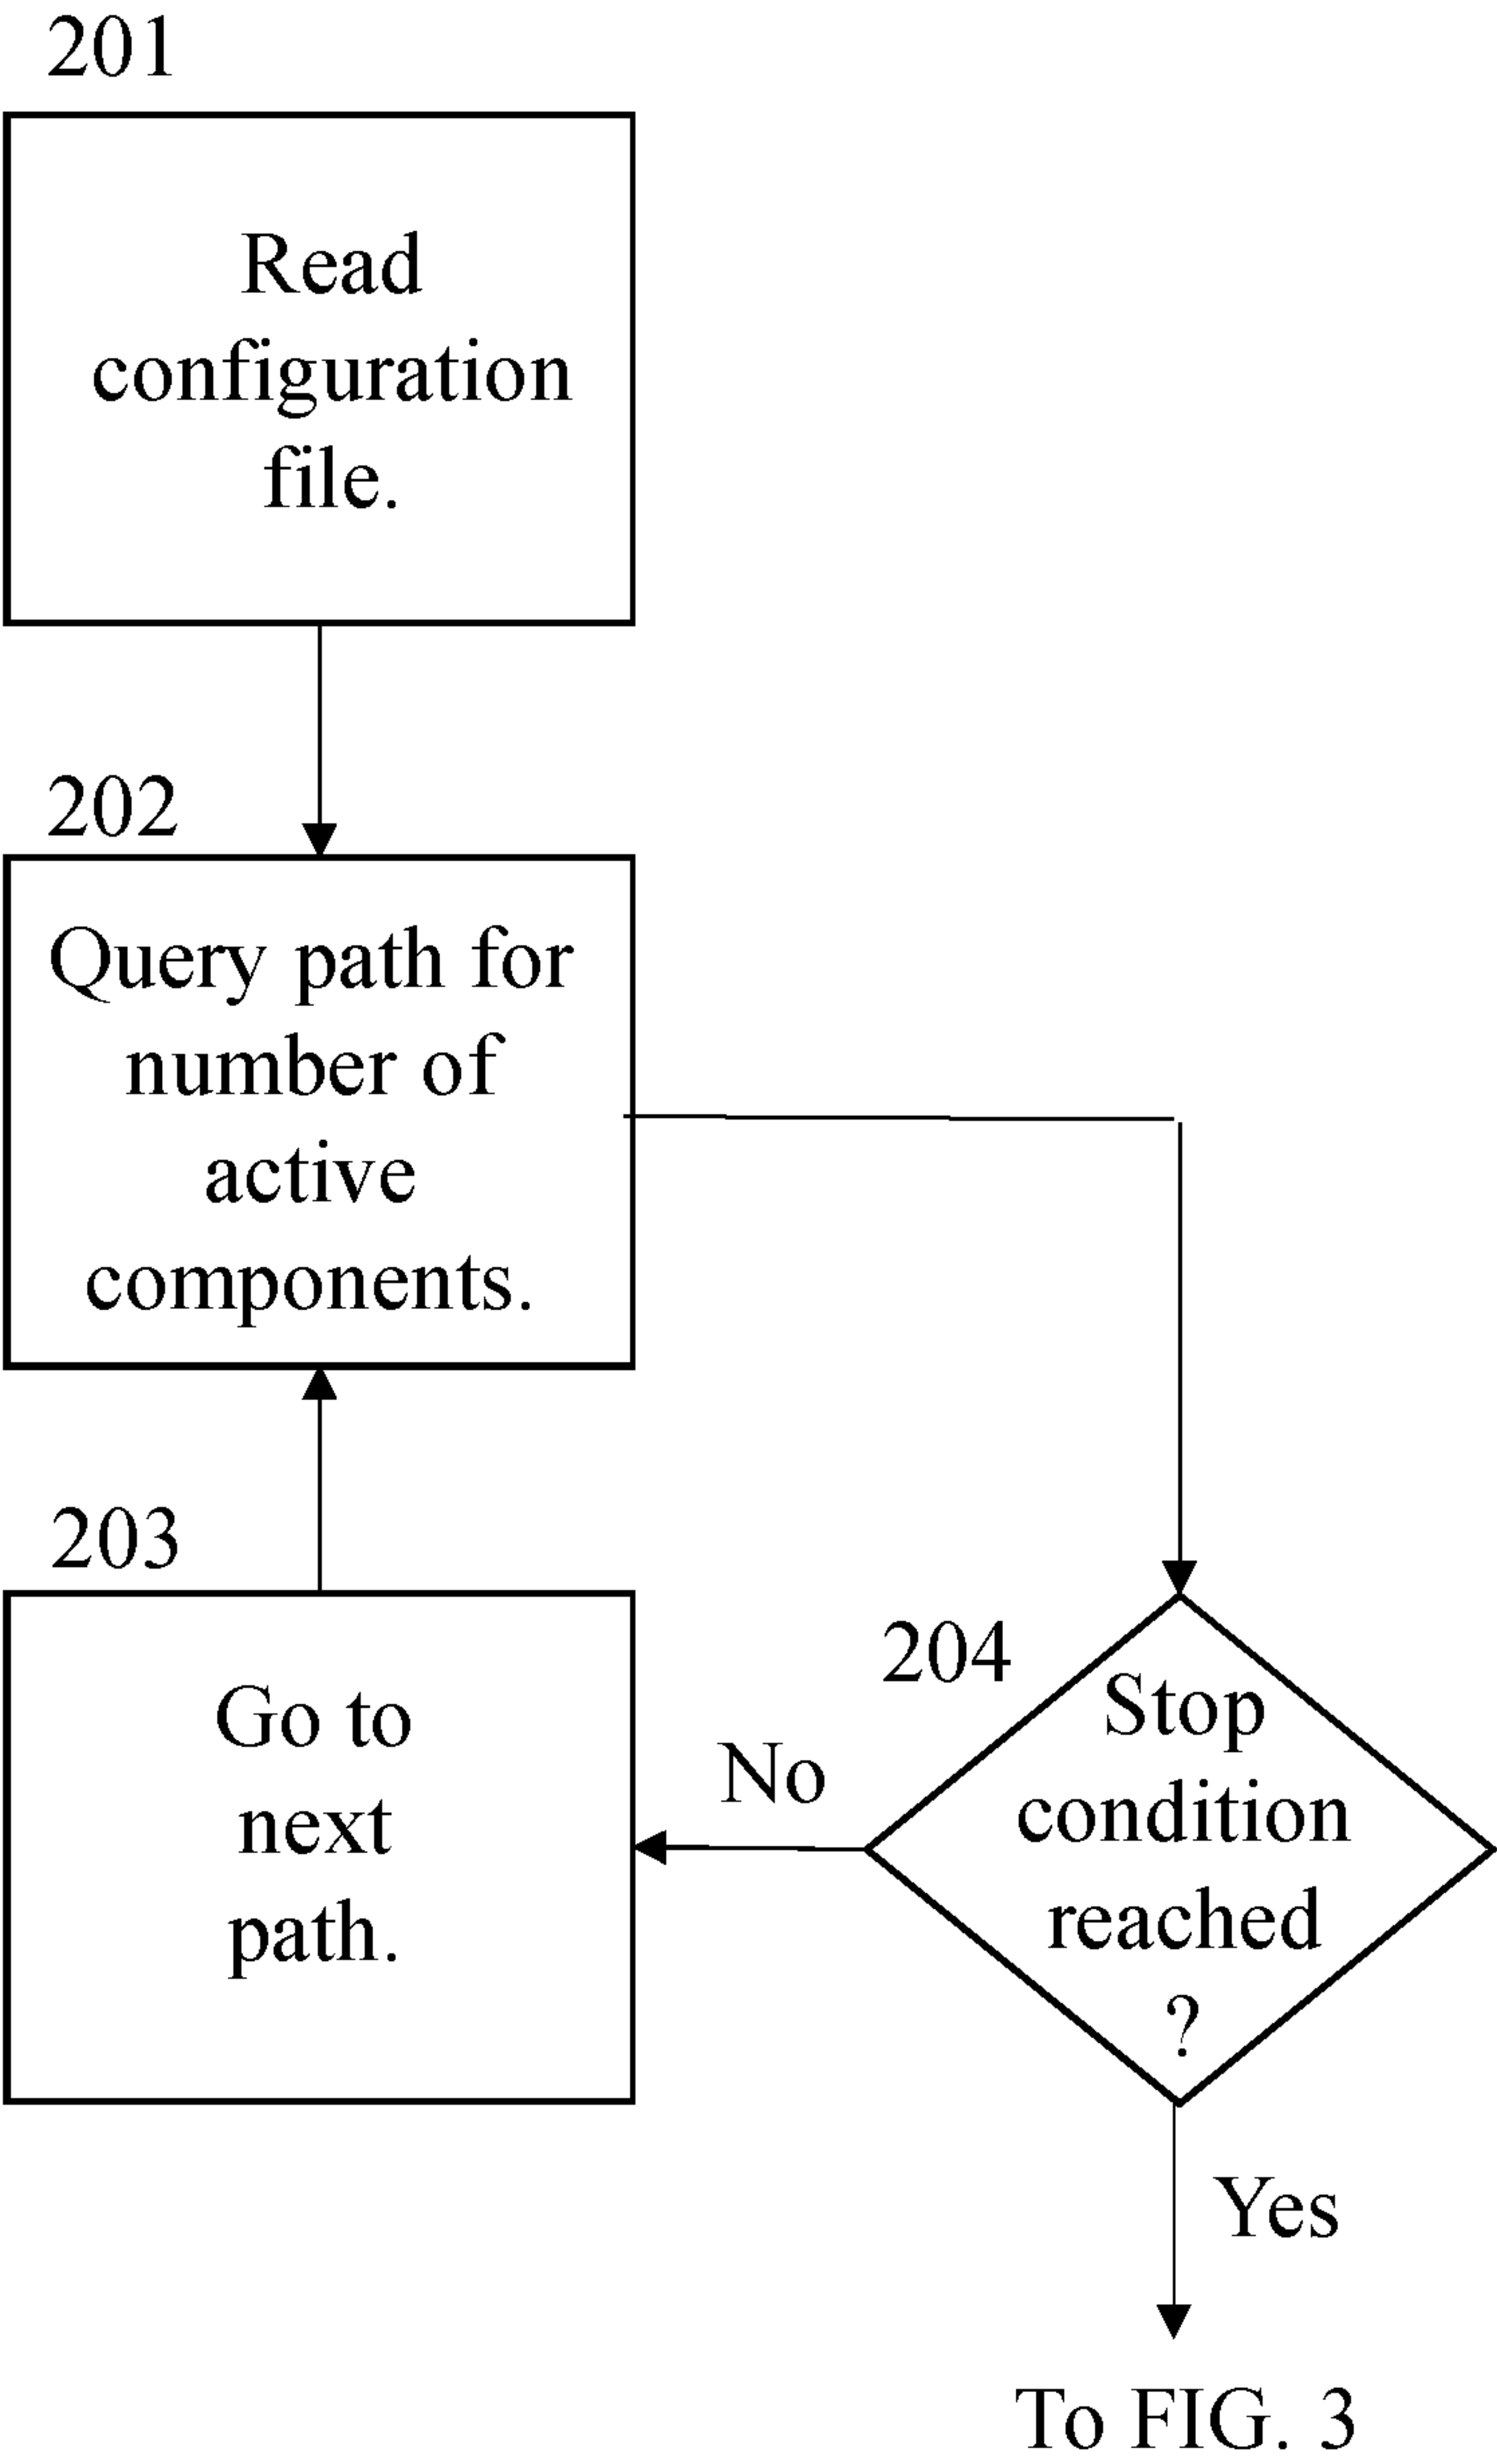 201
Read
configuration
file.
202
Query path for
number of
active
components.
203
Go to
next
path.
204
Stop
condition
reached
?
No
Yes
To FIG. 3